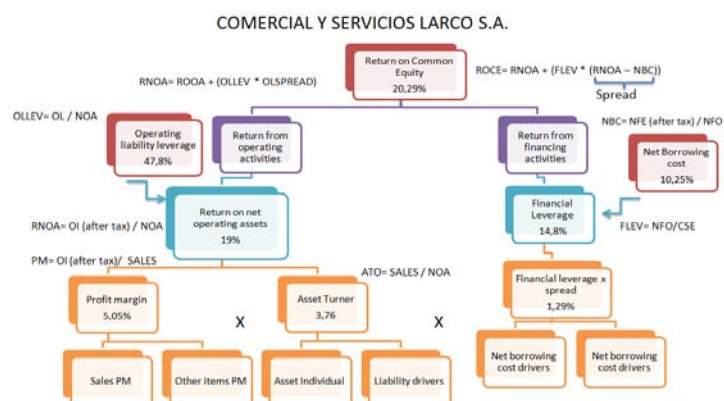 COMERCIAL Y SERVICIOS LARCO S.A.
Return on Common
Equity
20,29%
RNOA= ROOA + (OLLEV * OLSPREAD)
ROCE= RNOA + (FLEV * (RNOA – NBC))
Spread
OLLEV= OL / NOA
NBC= NFE (after tax) / NFO
Operating
liability leverage
47,8%
Return from
operating
activities
Return from
financing
activities
Net Borrowing
cost
10,25%
Return on net
operating assets
19%
Financial
Leverage
14,8%
RNOA= OI (after tax) / NOA
FLEV= NFO/CSE
PM= OI (after tax)/ SALES
ATO= SALES / NOA
Profit margin
5,05%
X
Asset Turner
3,76
X
Financial leverage x
spread
1,29%
Sales PM
Other items PM
Asset Individual
Liability drivers
Net borrowing
cost drivers
Net borrowing
cost drivers